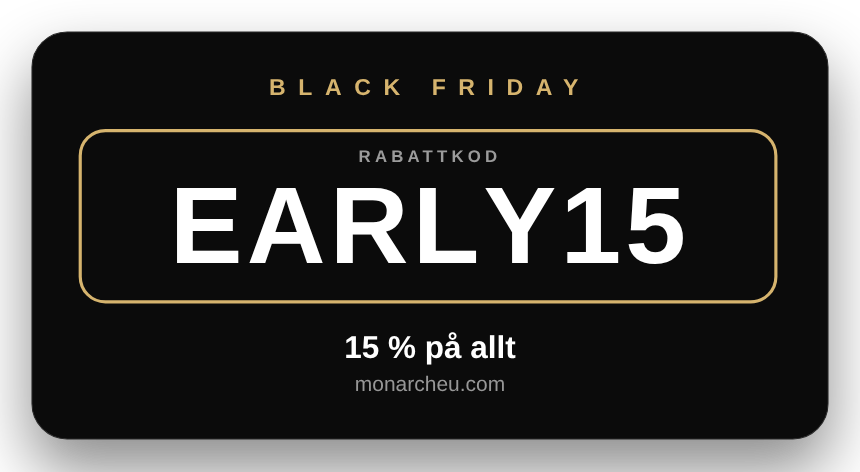 BLACK FRIDAY
RABATTKOD
EARLY15
15 % på allt
monarcheu.com